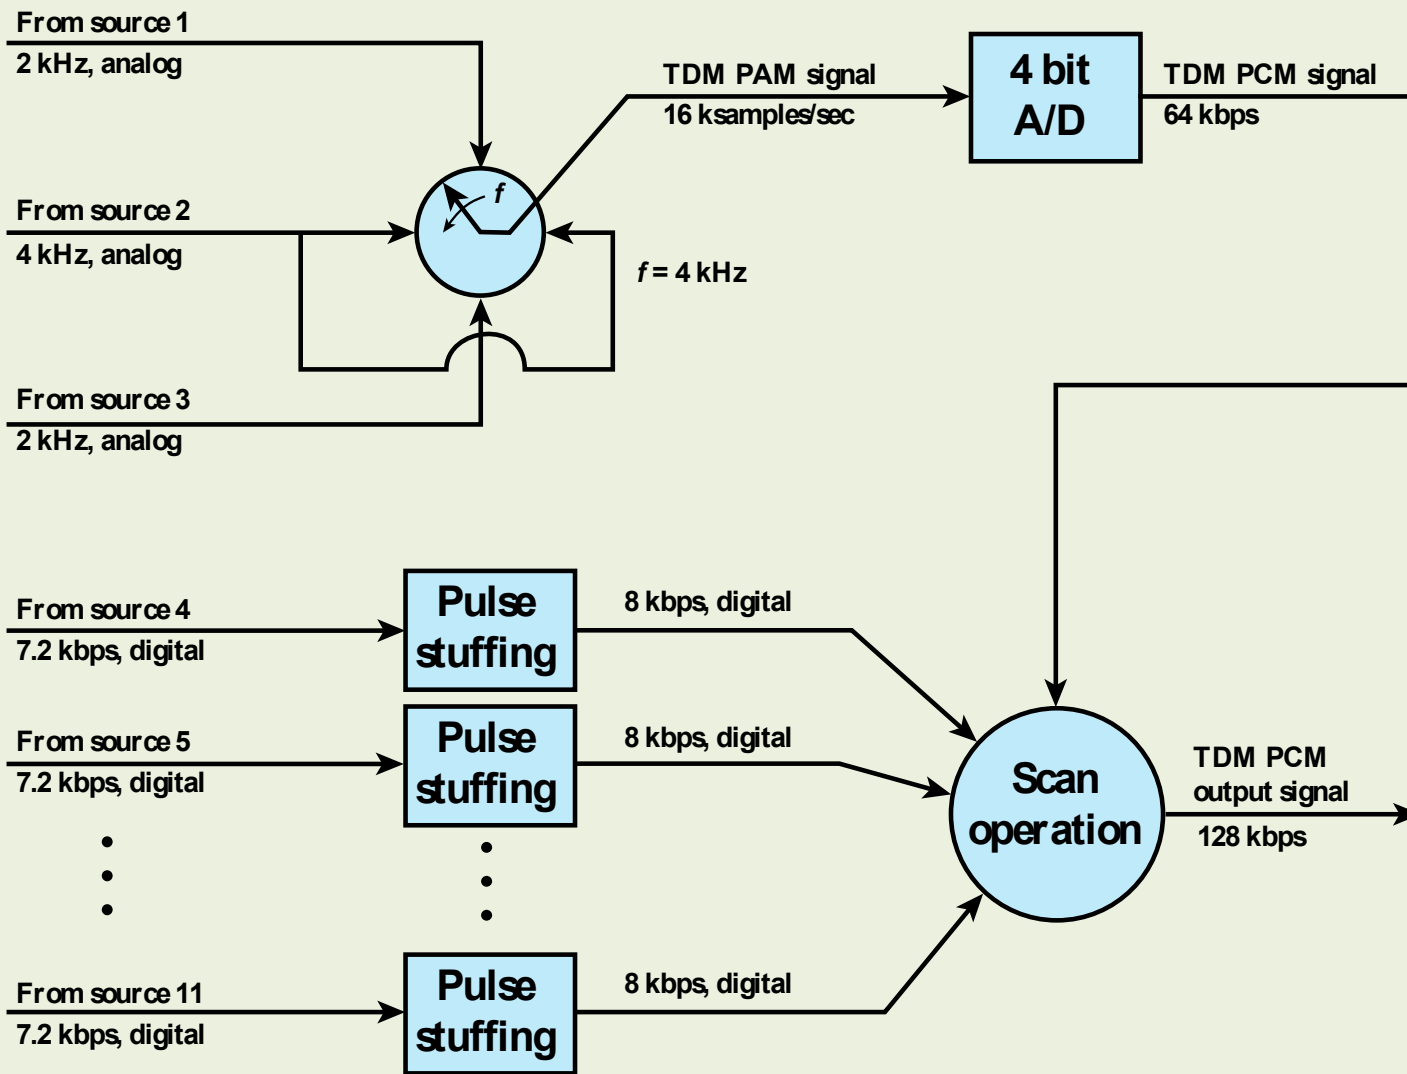 From source 1
2 kHz, analog
TDM PAM signal
16 ksamples/sec
4 bit
A/D
TDM PCM signal
64 kbps
f
From source 2
4 kHz, analog
f = 4 kHz
From source 3
2 kHz, analog
From source 4
7.2 kbps, digital
Pulse
stuffing
8 kbps, digital
From source 5
7.2 kbps, digital
Pulse
stuffing
8 kbps, digital
Scan
operation
TDM PCM
output signal
128 kbps
From source 11
7.2 kbps, digital
Pulse
stuffing
8 kbps, digital